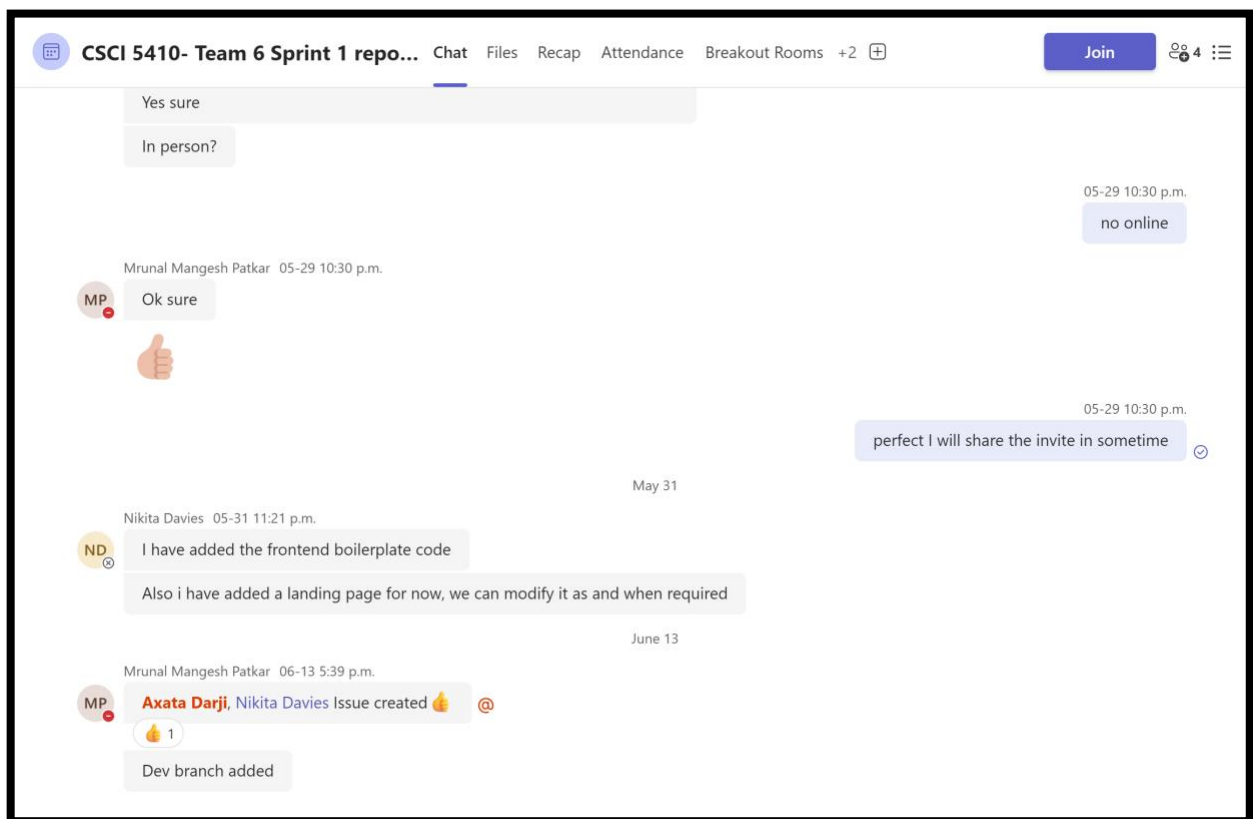 CSCI 5410- Team 6 Sprint 1 repo... Chat Files Recap Attendance Breakout Rooms +2 Join 4
Yes sure
In person?
05-29 10:30 p.m.
no online
Mrunal Mangesh Patkar 05-29 10:30 p.m.
MP Ok sure
05-29 10:30 p.m.
perfect I will share the invite in sometime
May 31
Nikita Davies 05-31 11:21 p.m.
ND I have added the frontend boilerplate code
Also i have added a landing page for now, we can modify it as and when required
June 13
Mrunal Mangesh Patkar 06-13 5:39 p.m.
MP Axata Darji, Nikita Davies Issue created 👍 @
👍 1
Dev branch added